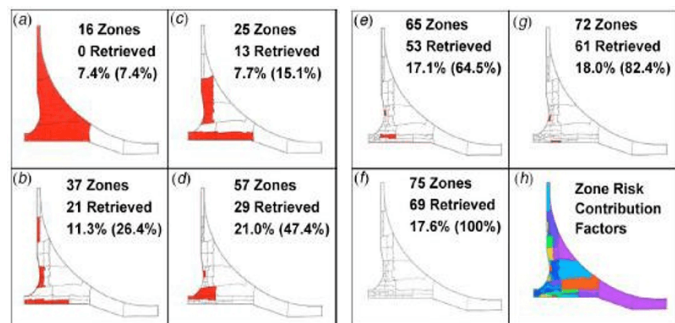 (a)
16 Zones
0 Retrieved
7.4% (7.4%)
(c)
25 Zones
13 Retrieved
7.7% (15.1%)
(b)
37 Zones
21 Retrieved
11.3% (26.4%)
(d)
57 Zones
29 Retrieved
21.0% (47.4%)
(e)
65 Zones
53 Retrieved
17.1% (64.5%)
(g)
72 Zones
61 Retrieved
18.0% (82.4%)
(f)
75 Zones
69 Retrieved
17.6% (100%)
(h)
Zone Risk
Contribution
Factors